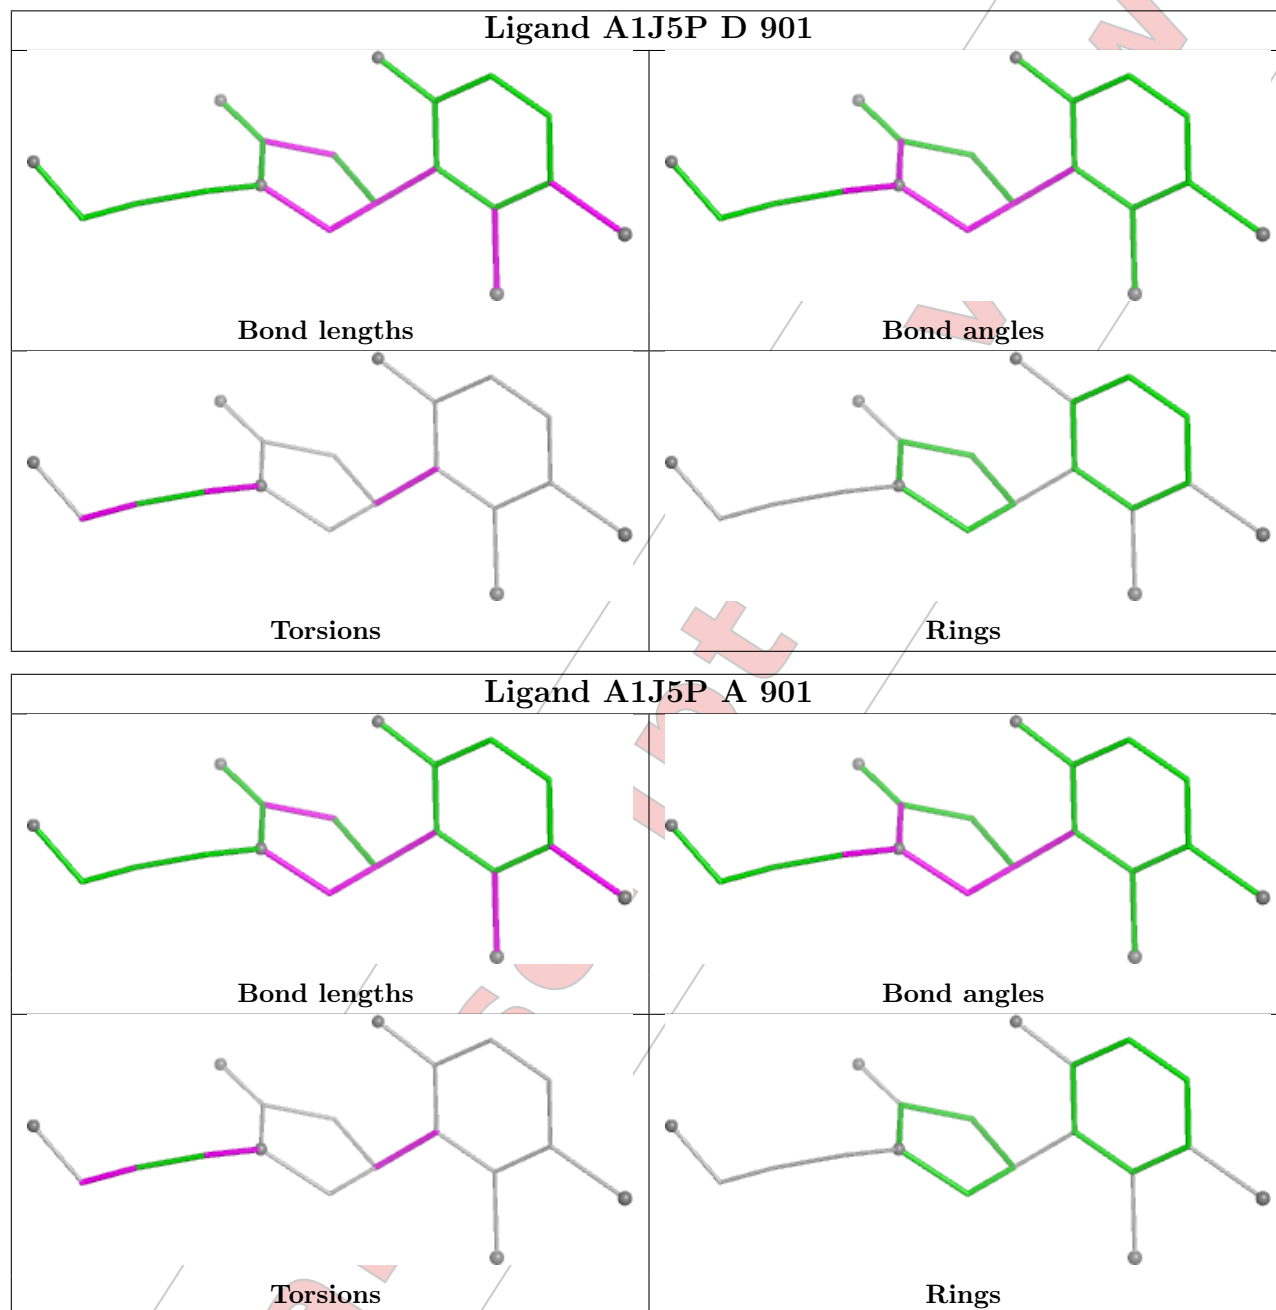 Ligand A1J5P D 901
Bond lengths Bond angles
Torsions Rings
Ligand A1J5P A 901
Bond lengths Bond angles
Torsions Rings